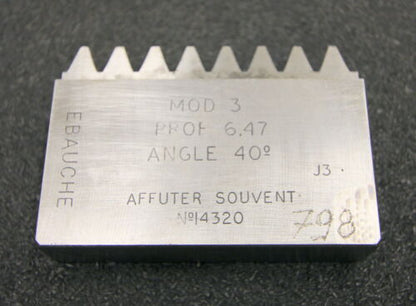 EBAUCHE
MOD 3
PROF 6.47
ANGLE 40º
J3
AFFUTER SOUVENT
Nº14320
798